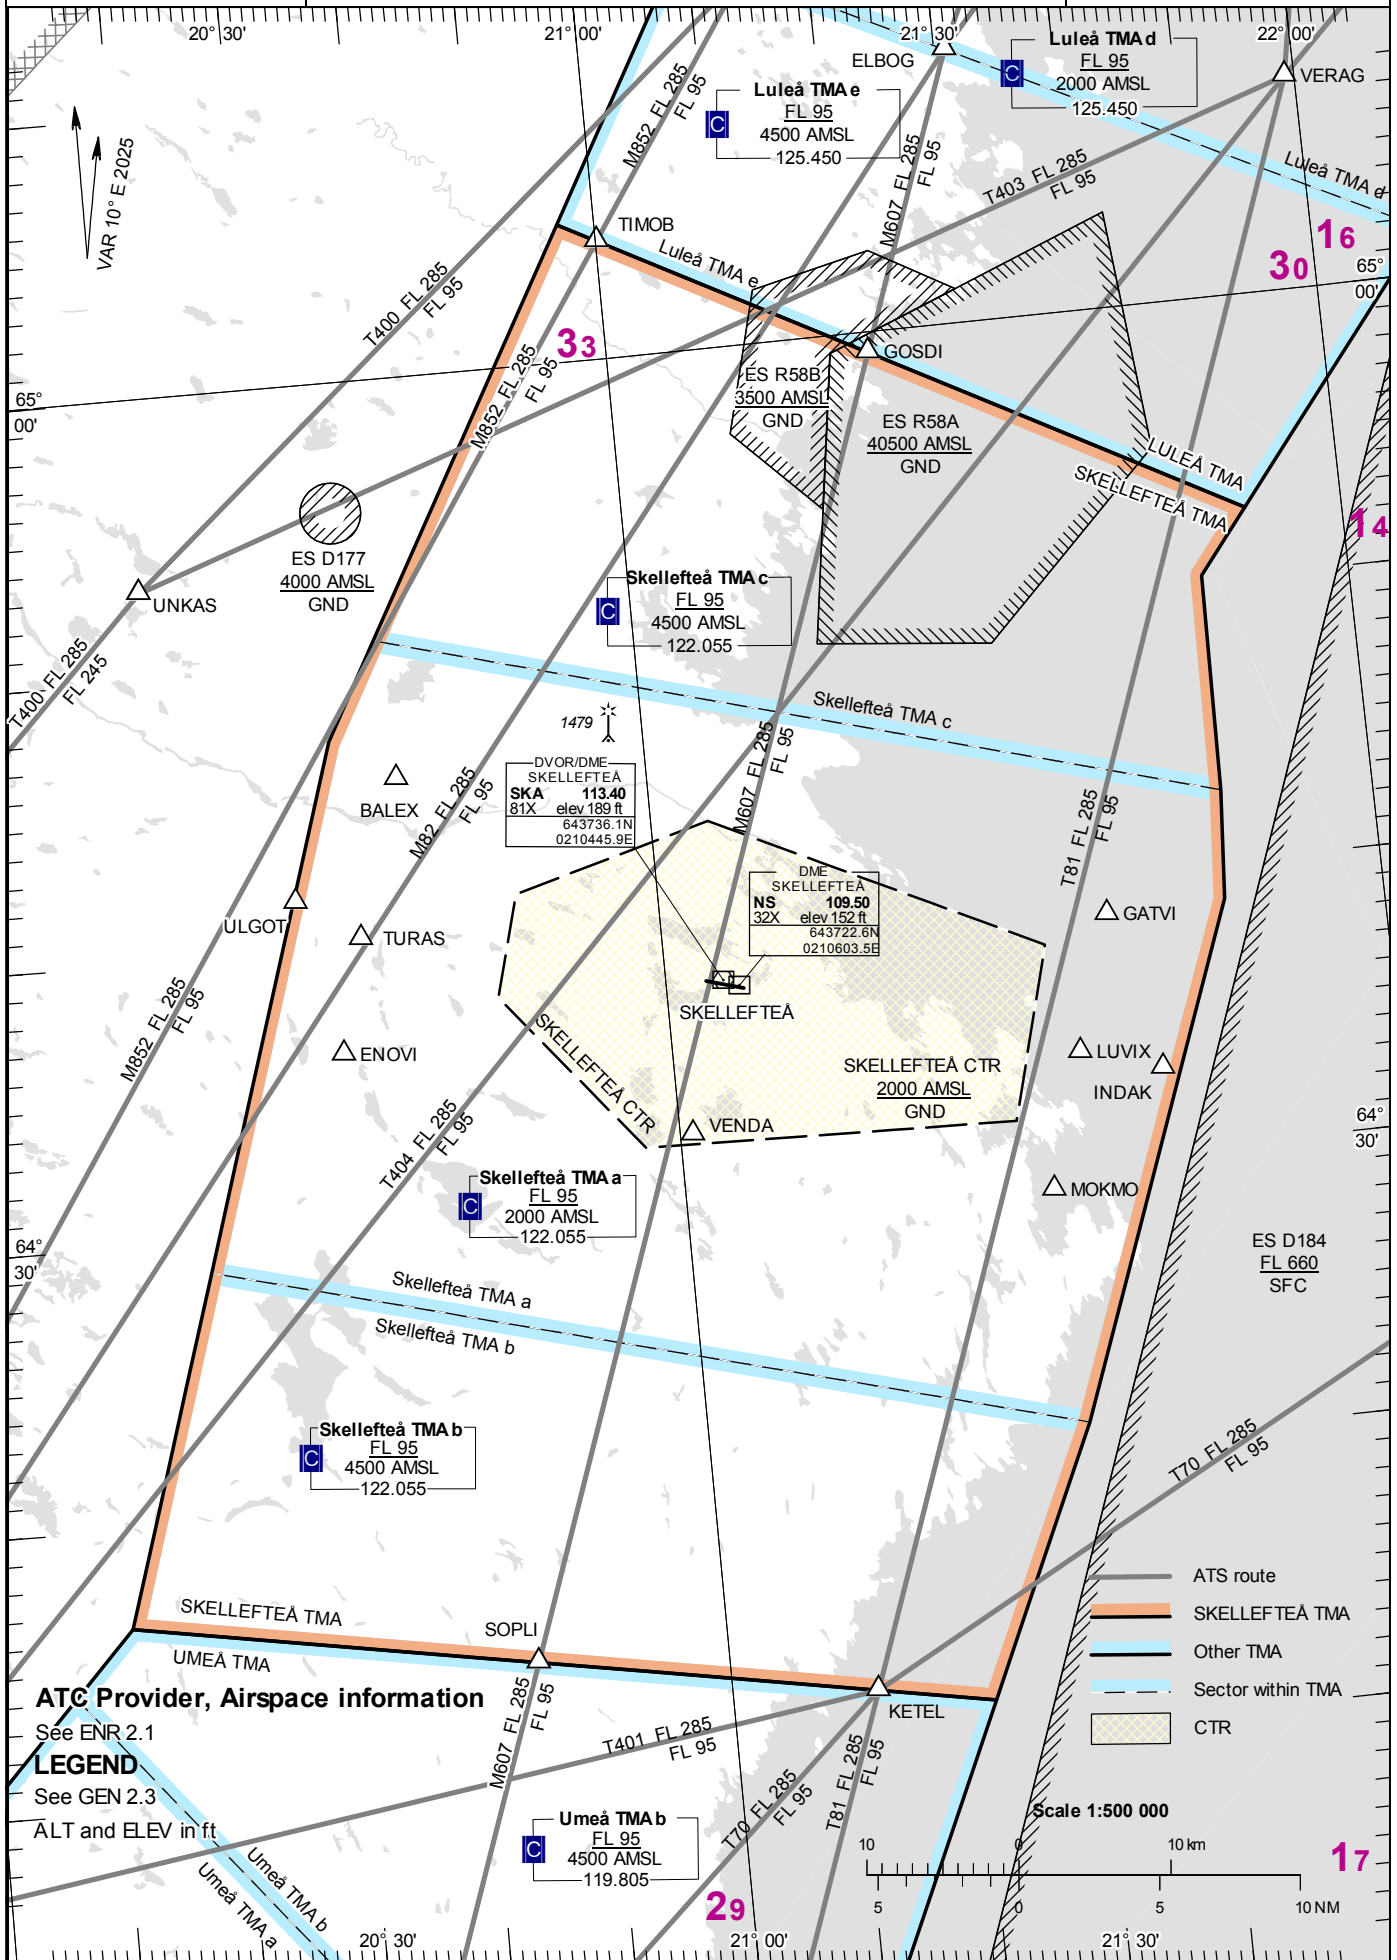 20° 30'
21° 00'
21° 30'
22° 00'
ELBOG
Luleå TMA d
FL 95
2000 AMSL
125.450
C
VERAG
Luleå TMA e
FL 95
4500 AMSL
125.450
C
M852 FL 285
FL 95
M607 FL 285
FL 95
T403 FL 285
FL 95
Luleå TMA d
VAR 10° E 2025
TIMOB
Luleå TMA e
16
30
65°
00'
T400 FL 285
FL 95
33
GOSDI
M852 FL 285
FL 95
ES R58B
3500 AMSL
GND
ES R58A
40500 AMSL
GND
65°
00'
LULEÅ TMA
SKELLEFTEÅ TMA
14
ES D177
4000 AMSL
GND
UNKAS
Skellefteå TMA c
FL 95
4500 AMSL
122.055
C
T400 FL 285
FL 245
Skellefteå TMA c
1479
DVOR/DME
SKELLEFTEÅ
SKA 113.40
81X elev 189 ft
643736.1N
0210445.9E
BALEX
M82 FL 285
FL 95
M607 FL 285
FL 95
T81 FL 285
FL 95
DME
SKELLEFTEÅ
NS 109.50
32X elev 152 ft
643722.6N
0210603.5E
GATVI
ULGOT
TURAS
SKELLEFTEÅ
M852 FL 285
FL 95
ENOVI
SKELLEFTEÅ CTR
SKELLEFTEÅ CTR
2000 AMSL
GND
LUVIX
INDAK
VENDA
64°
30'
T404 FL 285
FL 95
Skellefteå TMA a
FL 95
2000 AMSL
122.055
C
MOKMO
64°
30'
ES D184
FL 660
SFC
Skellefteå TMA a
Skellefteå TMA b
Skellefteå TMA b
FL 95
4500 AMSL
122.055
C
T70 FL 285
FL 95
SKELLEFTEÅ TMA
UMEÅ TMA
SOPLI
KETEL
ATS route
SKELLEFTEÅ TMA
Other TMA
Sector within TMA
CTR
ATC Provider, Airspace information
See ENR 2.1
LEGEND
See GEN 2.3
ALT and ELEV in ft
M607 FL 285
FL 95
T401 FL 285
FL 95
T70 FL 285
FL 95
T81 FL 285
FL 95
Umeå TMA b
FL 95
4500 AMSL
119.805
C
Umeå TMA b
Umeå TMA a
Scale 1:500 000
10 0 10 km
5 0 5 10 NM
17
29
20° 30'
21° 00'
21° 30'